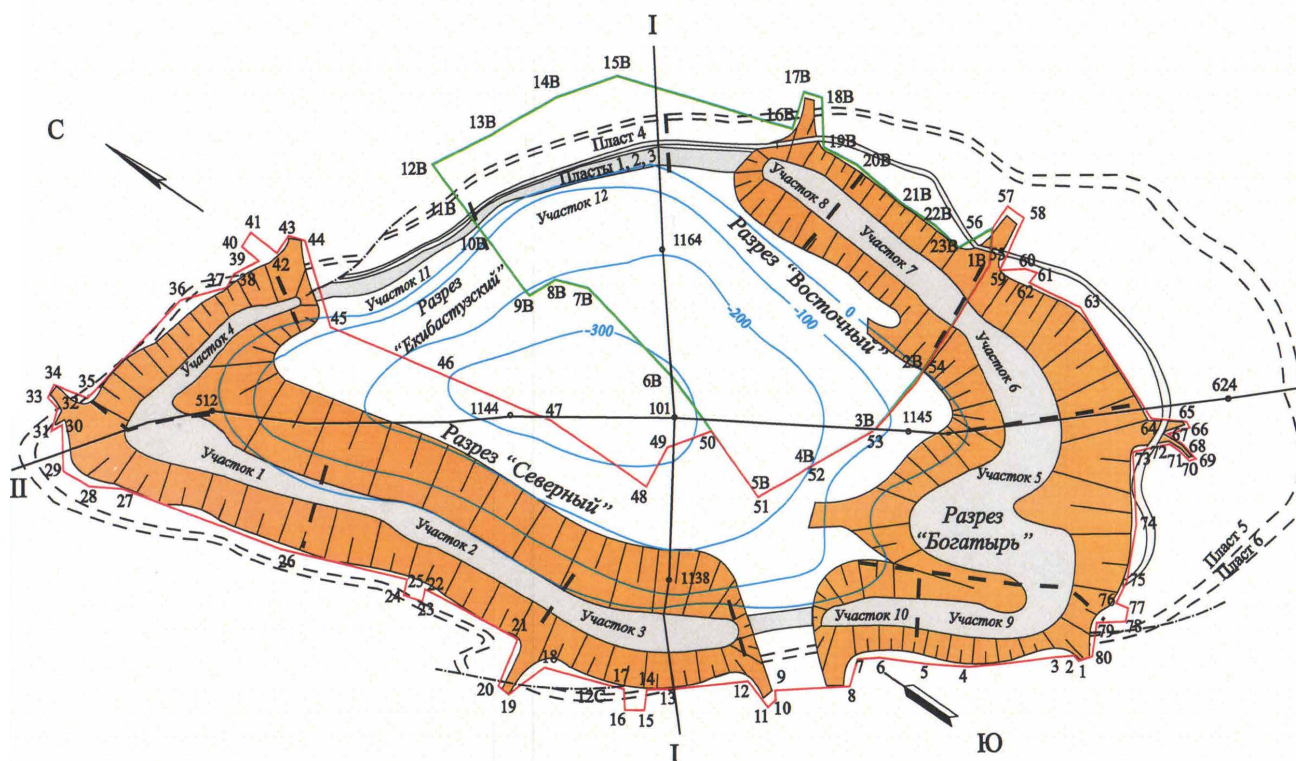 I
15В
14В
17В
18В
13В
16В
С
Пласт 4
19В
12В
Пласты 1, 2, 3
20В
Участок 8
11В
21В
57
41
43
Участок 12
22В
56
58
40
44
10В
1164
Участок 7
23В
39
42
1В
55
60
37
38
Участок 11
Разрез "Восточный"
59
61
36
Разрез "Екибастузский"
8В
7В
62
63
9В
0
-100
-200
45
-300
Участок 4
2В
54
Участок 6
46
6В
34
35
624
33
32
512
1144
47
101
3В
1145
65
31
30
53
64
66
49
50
67
68
Разрез "Северный"
4В
73
72
71
69
29
Участок 1
52
Участок 5
70
II
28
27
48
5В
51
Разрез "Богатырь"
74
Участок 2
26
Пласт 5
Пласт 6
25
22
1138
75
24
23
76
77
Участок 10
Участок 9
78
21
Участок 3
79
18
7
6
5
4
3
2
1
80
20
17
14
12
9
19
12С
13
10
8
16
15
11
Ю
I